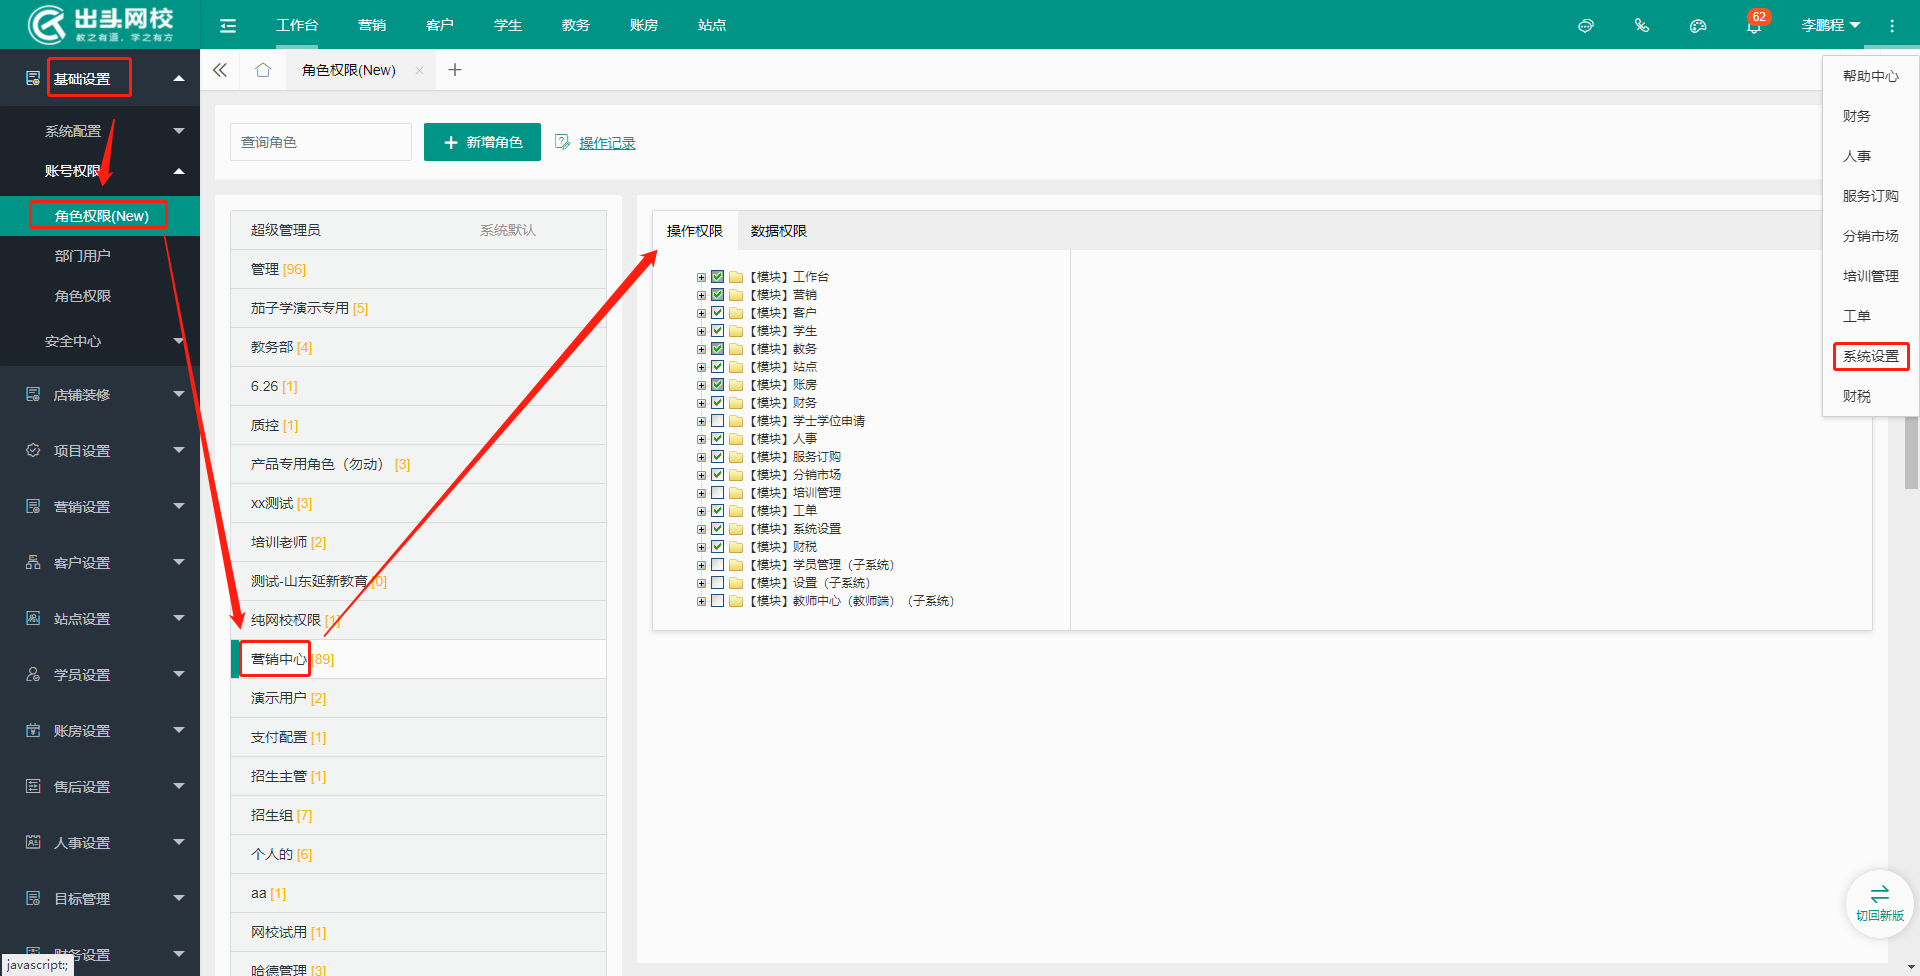 出头网校
教之有道，学之有方
工作台
营销
客户
学生
教务
账房
站点
62
李鹏程
基础设置
系统配置
账号权限
角色权限(New)
部门用户
角色权限
安全中心
店铺装修
项目设置
营销设置
客户设置
站点设置
学员设置
账房设置
售后设置
人事设置
目标管理
财务设置
javascript:;
角色权限(New)
查询角色
新增角色
操作记录
超级管理员 系统默认
管理 [96]
茄子学演示专用 [5]
教务部 [4]
6.26 [1]
质控 [1]
产品专用角色（勿动） [3]
xx测试 [3]
培训老师 [2]
测试-山东延新教育 [0]
纯网校权限 [1]
营销中心 [89]
演示用户 [2]
支付配置 [1]
招生主管 [1]
招生组 [7]
个人的 [6]
aa [1]
网校试用 [1]
哈德管理 [3]
操作权限
数据权限
【模块】工作台
【模块】营销
【模块】客户
【模块】学生
【模块】教务
【模块】站点
【模块】账房
【模块】财务
【模块】学士学位申请
【模块】人事
【模块】服务订购
【模块】分销市场
【模块】培训管理
【模块】工单
【模块】系统设置
【模块】财税
【模块】学员管理（子系统）
【模块】设置（子系统）
【模块】教师中心（教师端）（子系统）
帮助中心
财务
人事
服务订购
分销市场
培训管理
工单
系统设置
财税
切回新版